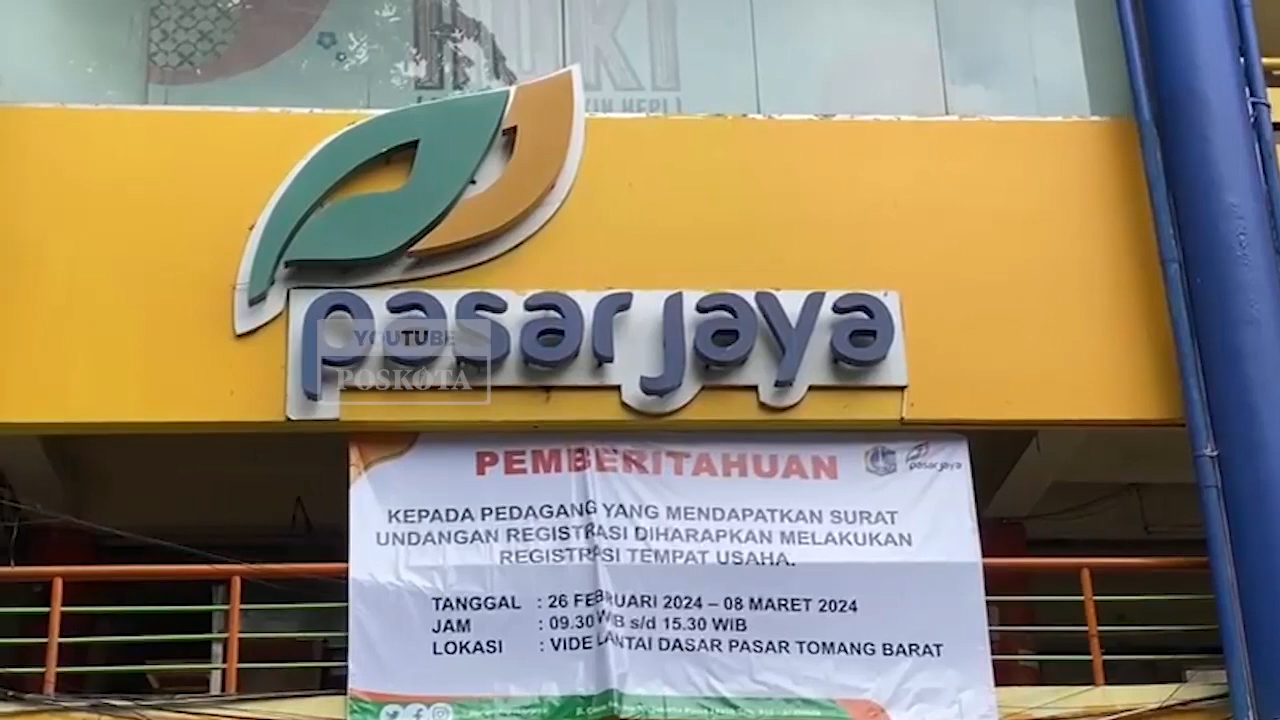 HOKI
pasar jaya
YOUTUBE
POSKOTA
PEMBERITAHUAN
pasar jaya
KEPADA PEDAGANG YANG MENDAPATKAN SURAT
UNDANGAN REGISTRASI DIHARAPKAN MELAKUKAN
REGISTRASI TEMPAT USAHA.
TANGGAL : 26 FEBRUARI 2024 – 08 MARET 2024
JAM : 09.30 WIB s/d 15.30 WIB
LOKASI : VIDE LANTAI DASAR PASAR TOMANG BARAT